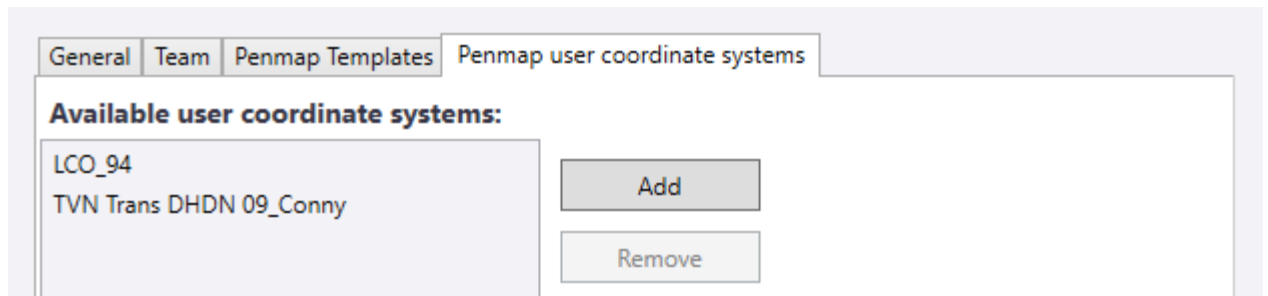 General Team Penmap Templates Penmap user coordinate systems
Available user coordinate systems:
LCO_94
TVN Trans DHDN 09_Conny
Add
Remove